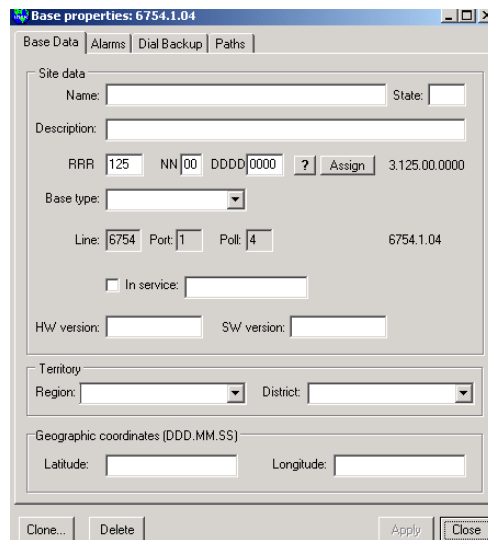 Base properties: 6754.1.04
Base Data Alarms Dial Backup Paths
Site data
Name: State:
Description:
RRR 125 NN 00 DDDD 0000 ? Assign 3.125.00.0000
Base type:
Line: 6754 Port: 1 Poll: 4 6754.1.04
In service:
HW version: SW version:
Territory
Region: District:
Geographic coordinates (DDD.MM.SS)
Latitude: Longitude:
Clone... Delete Apply Close